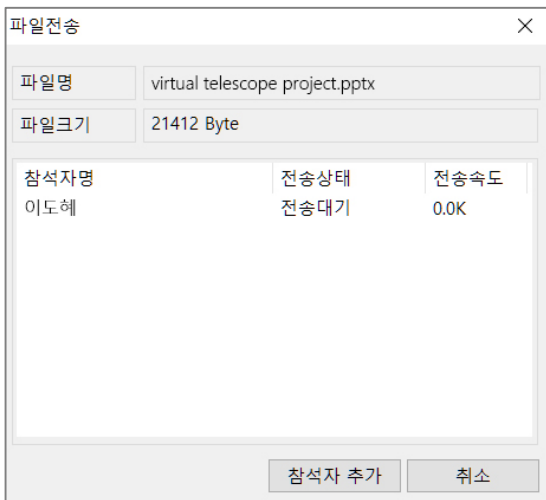 파일전송
파일명 virtual telescope project.pptx
파일크기 21412 Byte
참석자명 전송상태 전송속도
이도혜 전송대기 0.0K
참석자 추가 취소